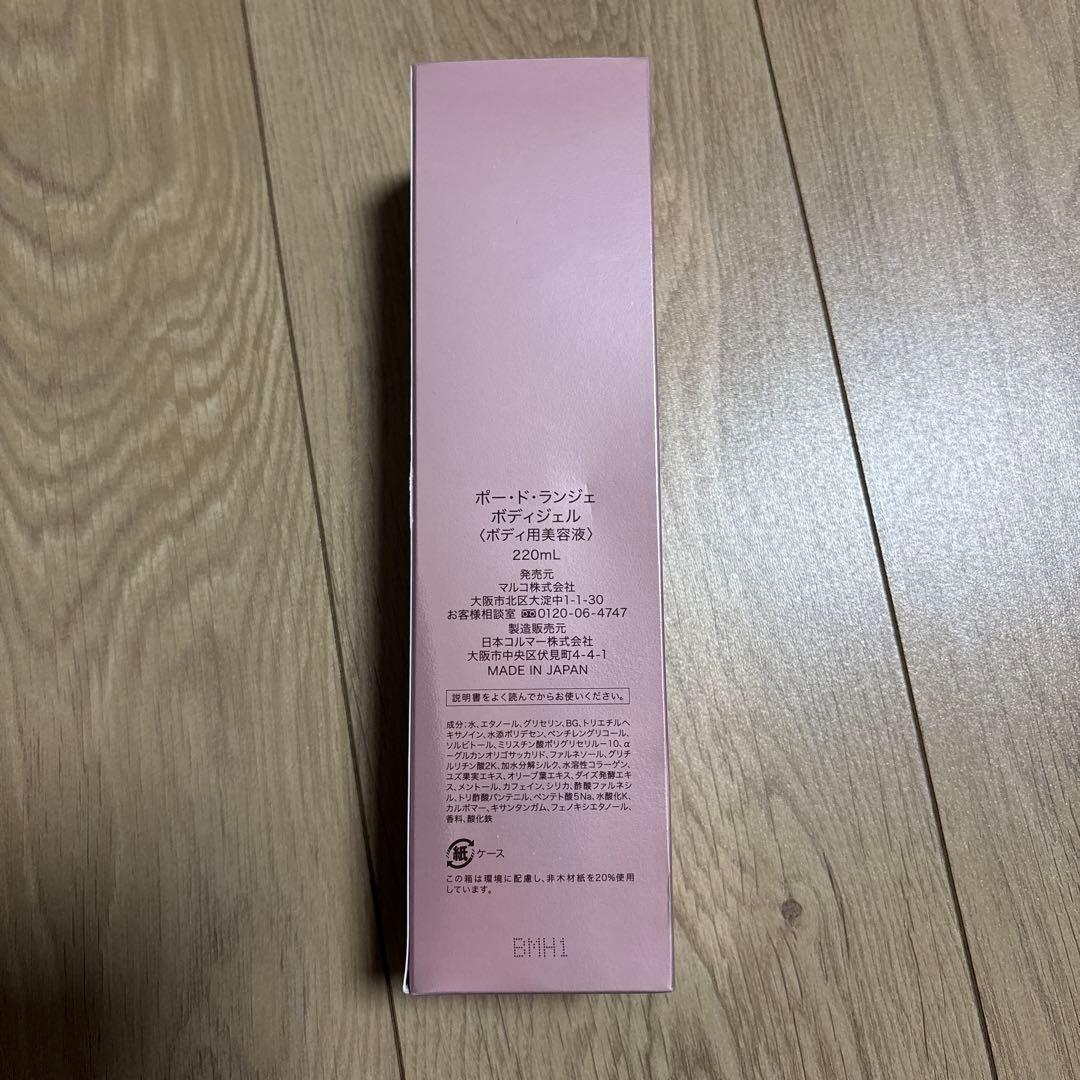 ポー・ド・ランジェ
ボディジェル
〈ボディ用美容液〉
220mL
発売元
マルコ株式会社
大阪市北区大淀中1-1-30
お客様相談室 0120-06-4747
製造販売元
日本コルマー株式会社
大阪市中央区伏見町4-4-1
MADE IN JAPAN
説明書をよく読んでからお使いください。
成分:水、エタノール、グリセリン、BG、トリエチルヘ
キサノイン、水添ポリデセン、ペンチレングリコール、
ソルビトール、ミリスチン酸ポリグリセリル-10、α
-グルカンオリゴサッカリド、ファルネソール、グリチ
ルリチン酸2K、加水分解シルク、水溶性コラーゲン、
ユズ果実エキス、オリーブ葉エキス、ダイズ発酵エキ
ス、メントール、カフェイン、シリカ、酢酸ファルネシ
ル、トリ酢酸パンテニル、ペンテト酸5Na、水酸化K、
カルボマー、キサンタンガム、フェノキシエタノール、
香料、酸化鉄
紙 ケース
この箱は環境に配慮し、非木材紙を20%使用
しています。
BMH1